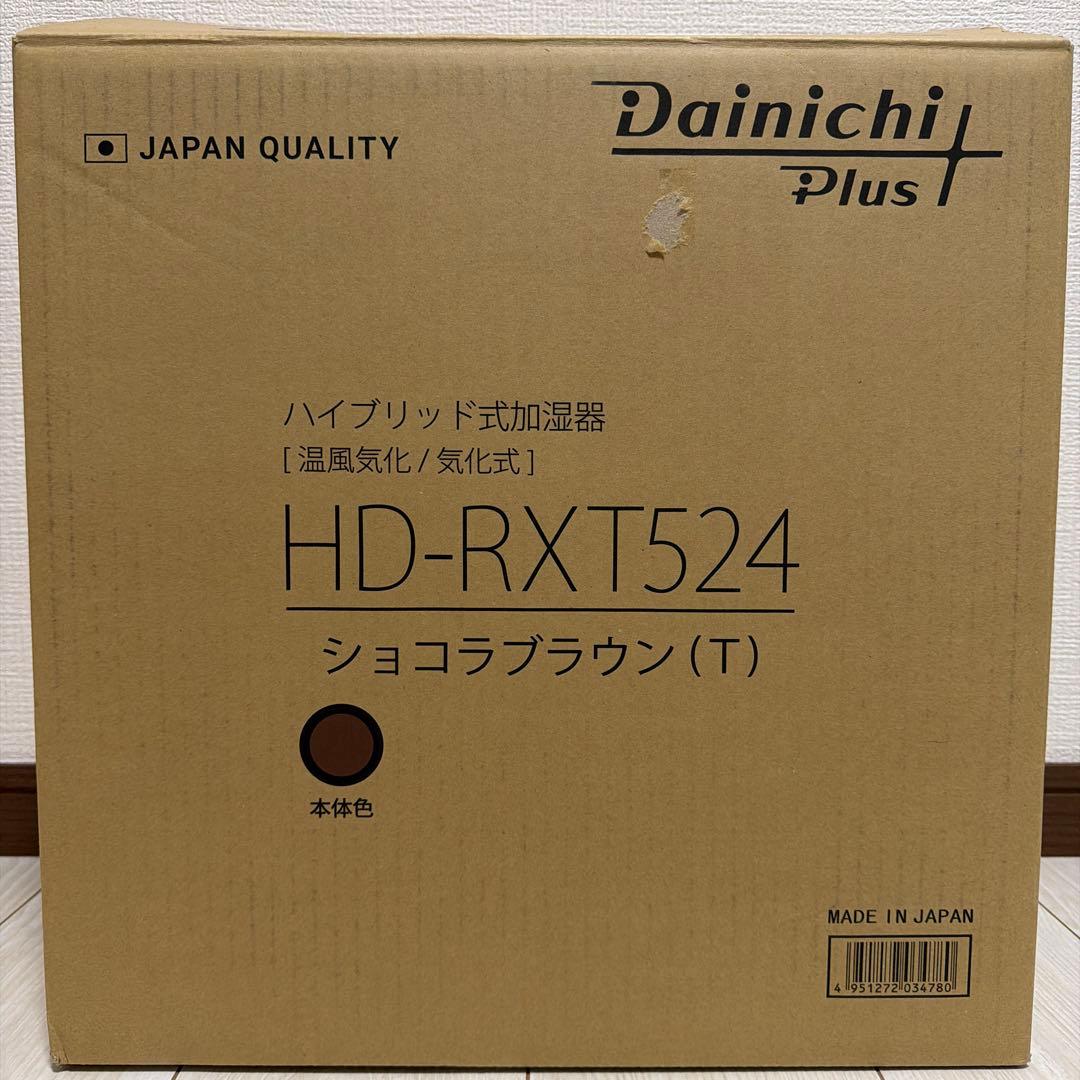 JAPAN QUALITY
Dainichi
Plus
ハイブリッド式加湿器
[ 温風気化 / 気化式 ]
HD-RXT524
ショコラブラウン(T)
本体色
MADE IN JAPAN
4 951272 034780